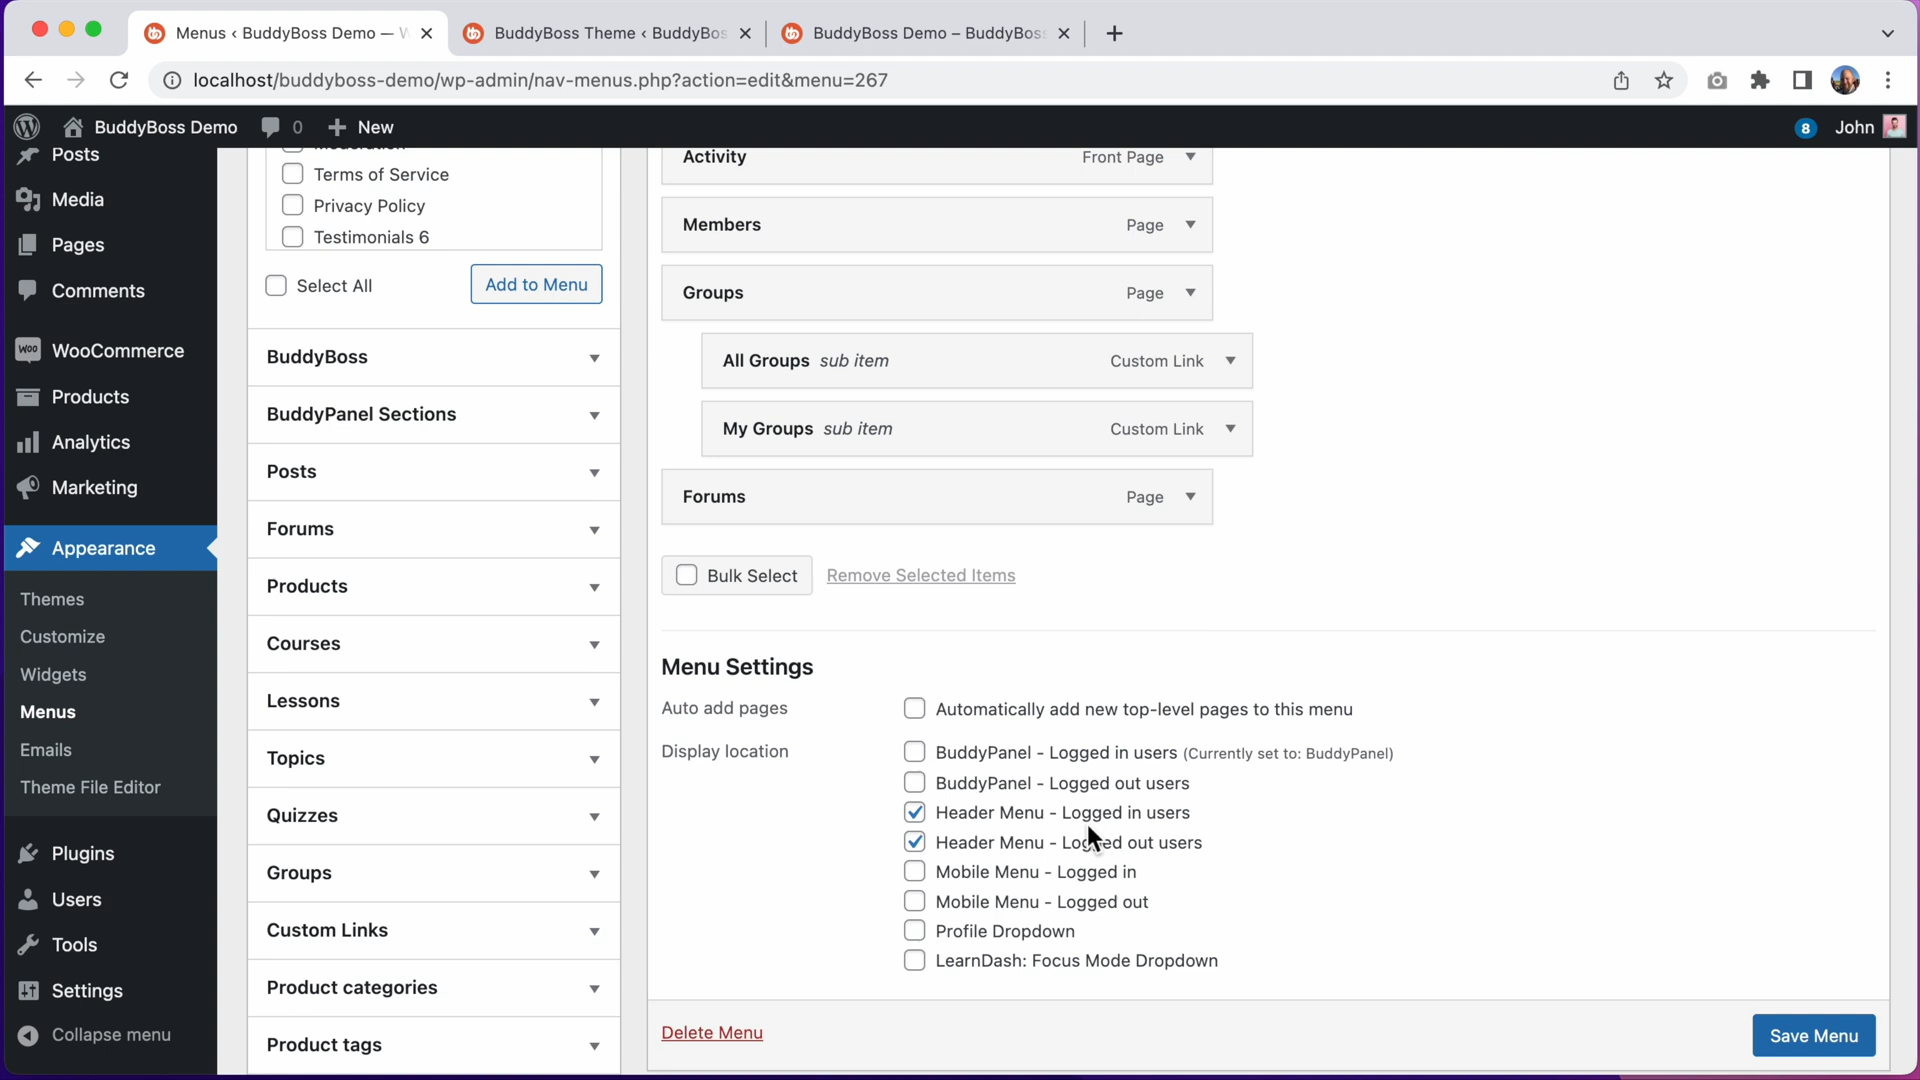 Menus ‹ BuddyBoss Demo — W
BuddyBoss Theme ‹ BuddyBos
BuddyBoss Demo – BuddyBos
localhost/buddyboss-demo/wp-admin/nav-menus.php?action=edit&menu=267
BuddyBoss Demo
0
New
8
John
Posts
Media
Pages
Comments
WooCommerce
Products
Analytics
Marketing
Appearance
Themes
Customize
Widgets
Menus
Emails
Theme File Editor
Plugins
Users
Tools
Settings
Collapse menu
Moderation
Terms of Service
Privacy Policy
Testimonials 6
Select All
Add to Menu
BuddyBoss
BuddyPanel Sections
Posts
Forums
Products
Courses
Lessons
Topics
Quizzes
Groups
Custom Links
Product categories
Product tags
Activity Front Page
Members Page
Groups Page
All Groups sub item Custom Link
My Groups sub item Custom Link
Forums Page
Bulk Select Remove Selected Items
Menu Settings
Auto add pages
Automatically add new top-level pages to this menu
Display location
BuddyPanel - Logged in users (Currently set to: BuddyPanel)
BuddyPanel - Logged out users
Header Menu - Logged in users
Header Menu - Logged out users
Mobile Menu - Logged in
Mobile Menu - Logged out
Profile Dropdown
LearnDash: Focus Mode Dropdown
Delete Menu
Save Menu